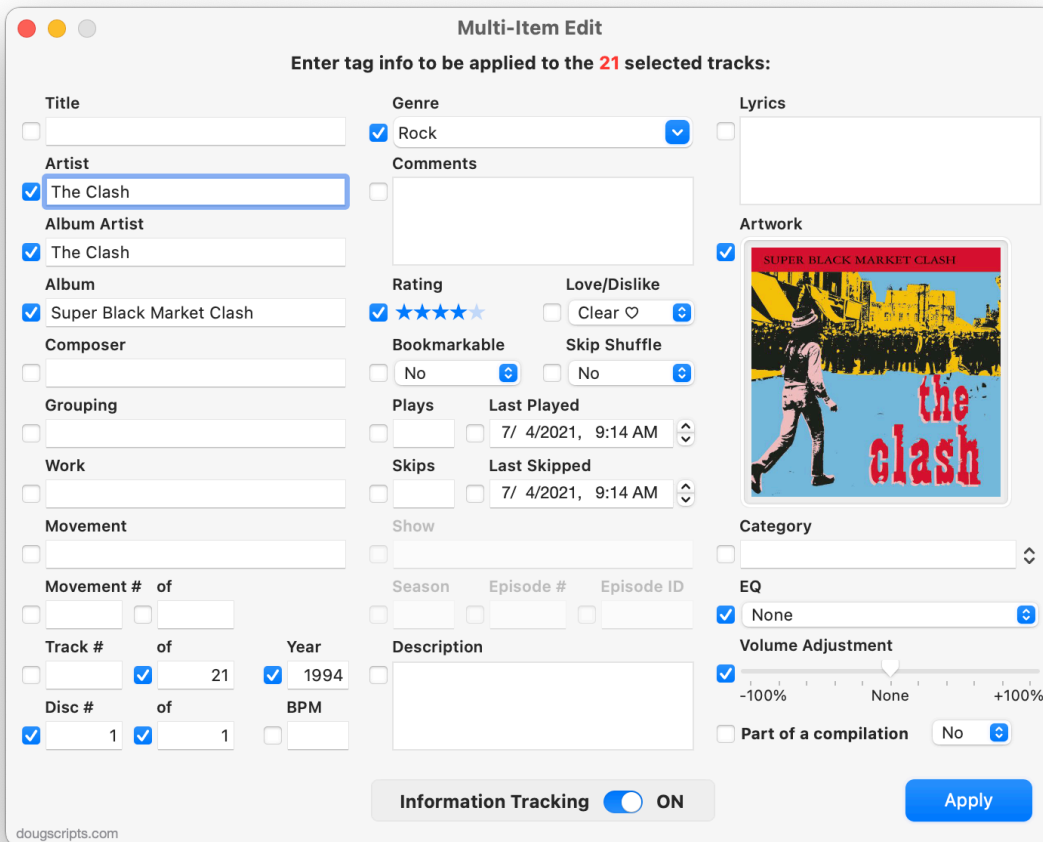 Multi-Item Edit
Enter tag info to be applied to the 21 selected tracks:
Title
Artist
The Clash
Album Artist
The Clash
Album
Super Black Market Clash
Composer
Grouping
Work
Movement
Movement # of
Track # of Year
21 1994
Disc # of BPM
1 1
Genre
Rock
Comments
Rating Love/Dislike
★★★★★ Clear ♡
Bookmarkable Skip Shuffle
No No
Plays Last Played
7/ 4/2021, 9:14 AM
Skips Last Skipped
7/ 4/2021, 9:14 AM
Show
Season Episode # Episode ID
Description
Lyrics
Artwork
SUPER BLACK MARKET CLASH
the
clash
Category
EQ
None
Volume Adjustment
-100% None +100%
Part of a compilation No
Information Tracking ON
Apply
dougscripts.com